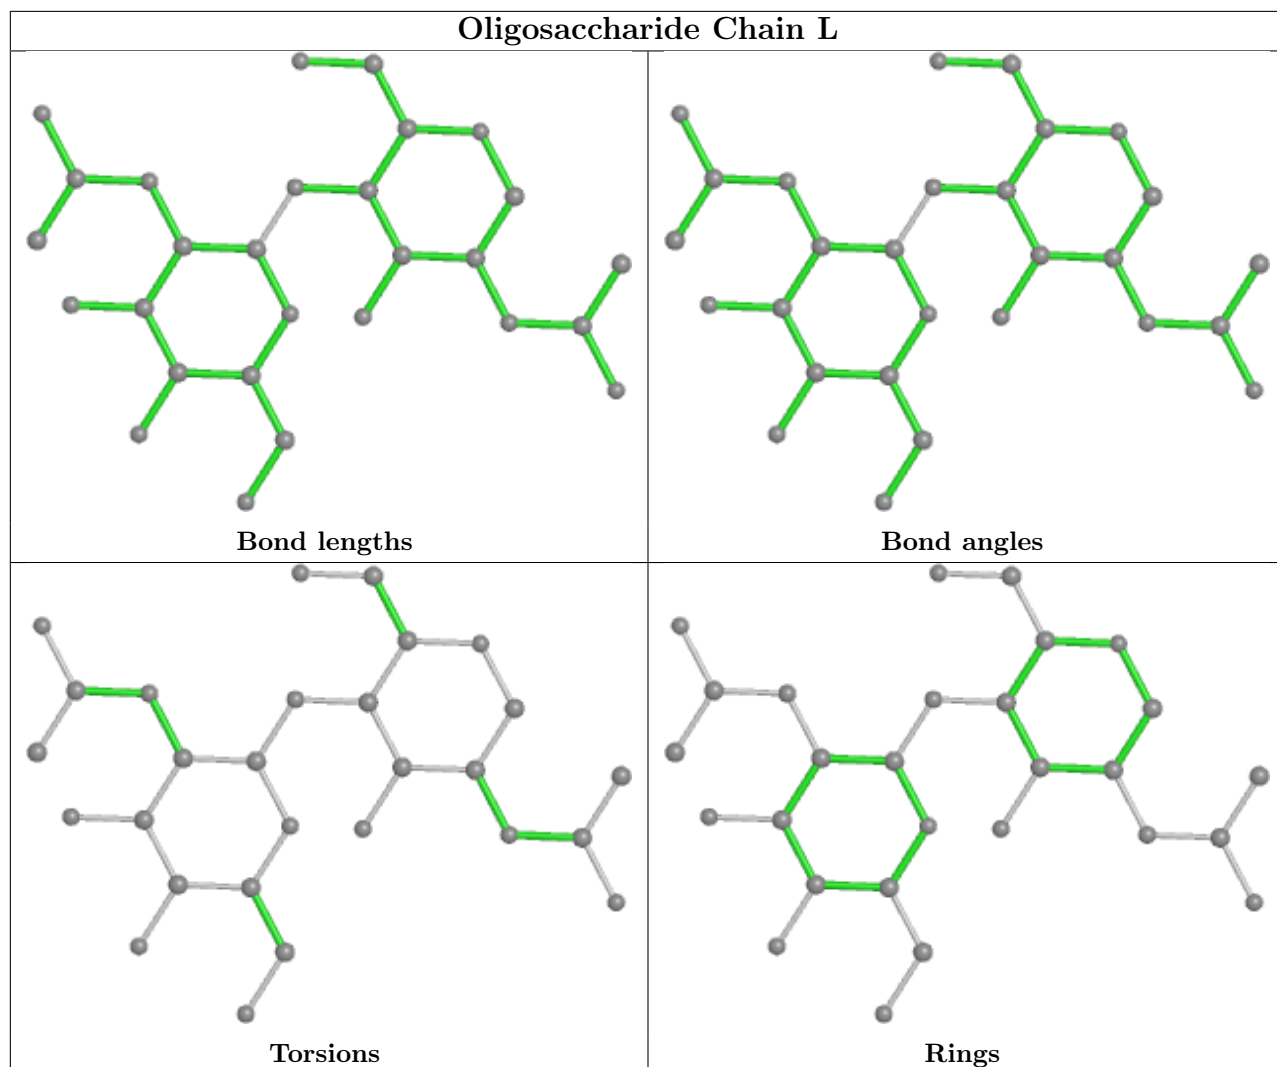 Oligosaccharide Chain L
Bond lengths
Bond angles
Torsions
Rings